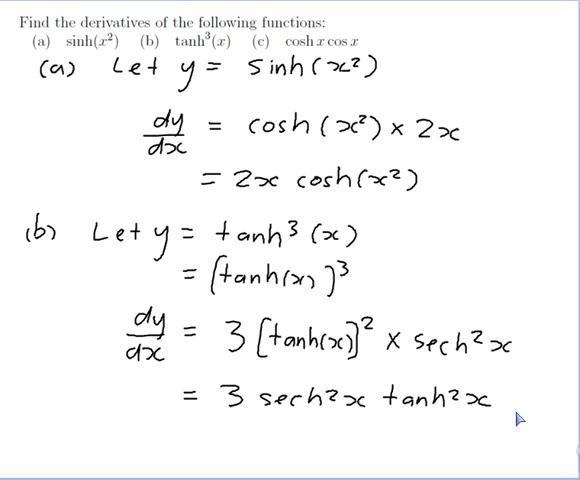 Find the derivatives of the following functions:
(a) sinh(x²) (b) tanh³(x) (c) cosh x cos x
(a) Let y = sinh(x²)
dy/dx = cosh(x²) × 2x
= 2x cosh(x²)
(b) Let y = tanh³(x)
= [tanh(x)]³
dy/dx = 3[tanh(x)]² × sech²x
= 3 sech²x tanh²x